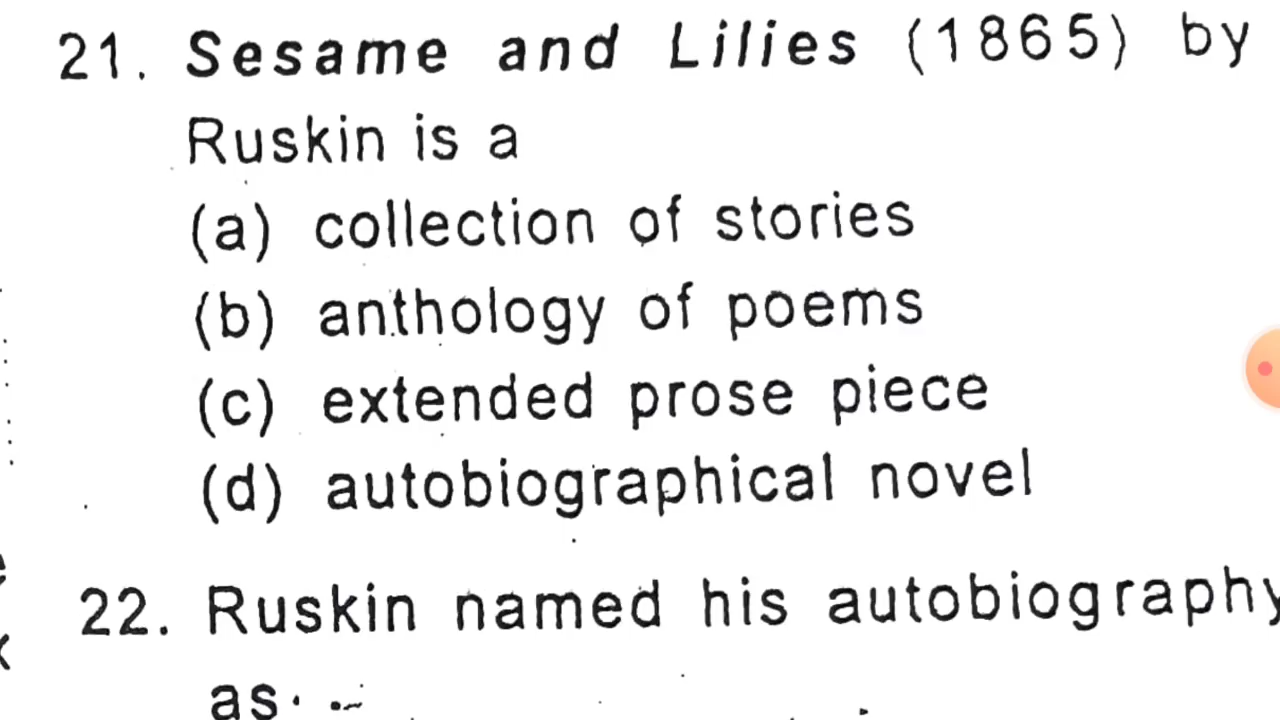 21. Sesame and Lilies (1865) by
Ruskin is a
(a) collection of stories
(b) anthology of poems
(c) extended prose piece
(d) autobiographical novel
22. Ruskin named his autobiography
as